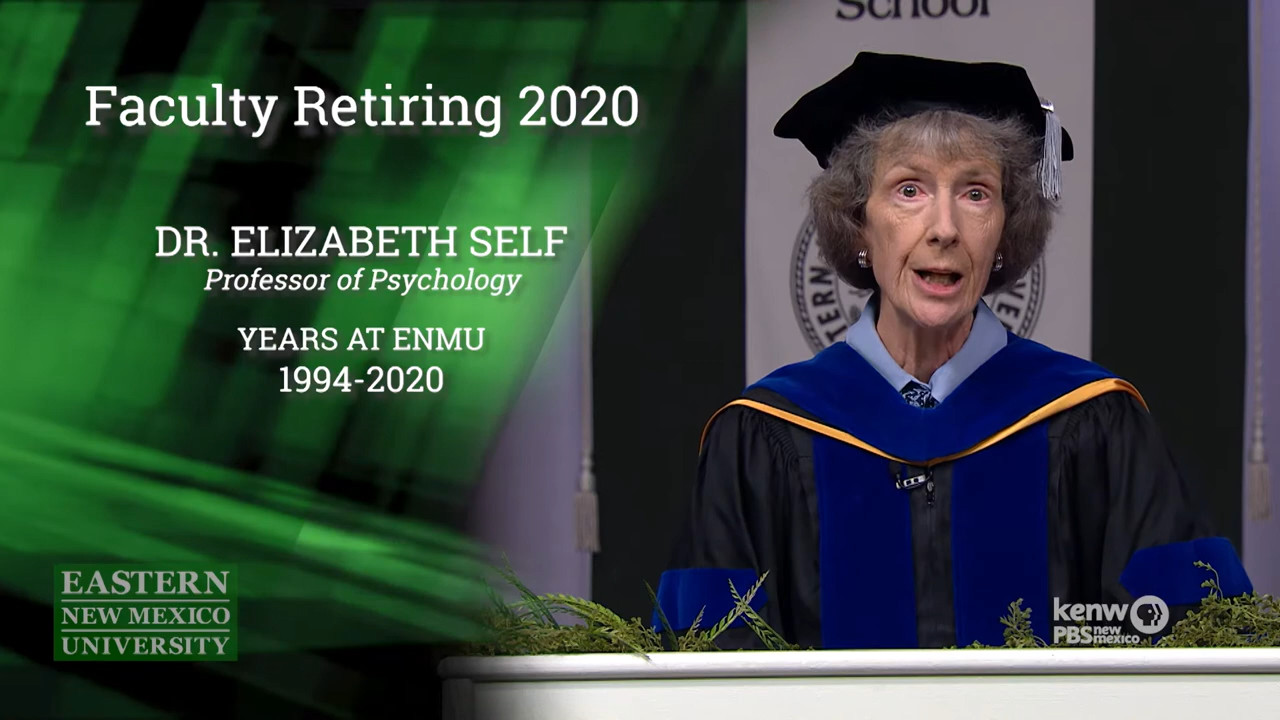 School
Faculty Retiring 2020
DR. ELIZABETH SELF
Professor of Psychology
YEARS AT ENMU
1994-2020
EASTERN
NEW MEXICO
UNIVERSITY
kenw
PBS new mexico